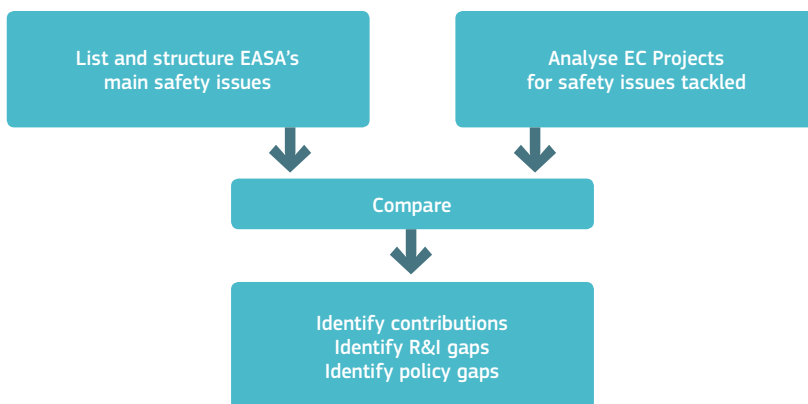 List and structure EASA's
main safety issues
Analyse EC Projects
for safety issues tackled
Compare
Identify contributions
Identify R&I gaps
Identify policy gaps